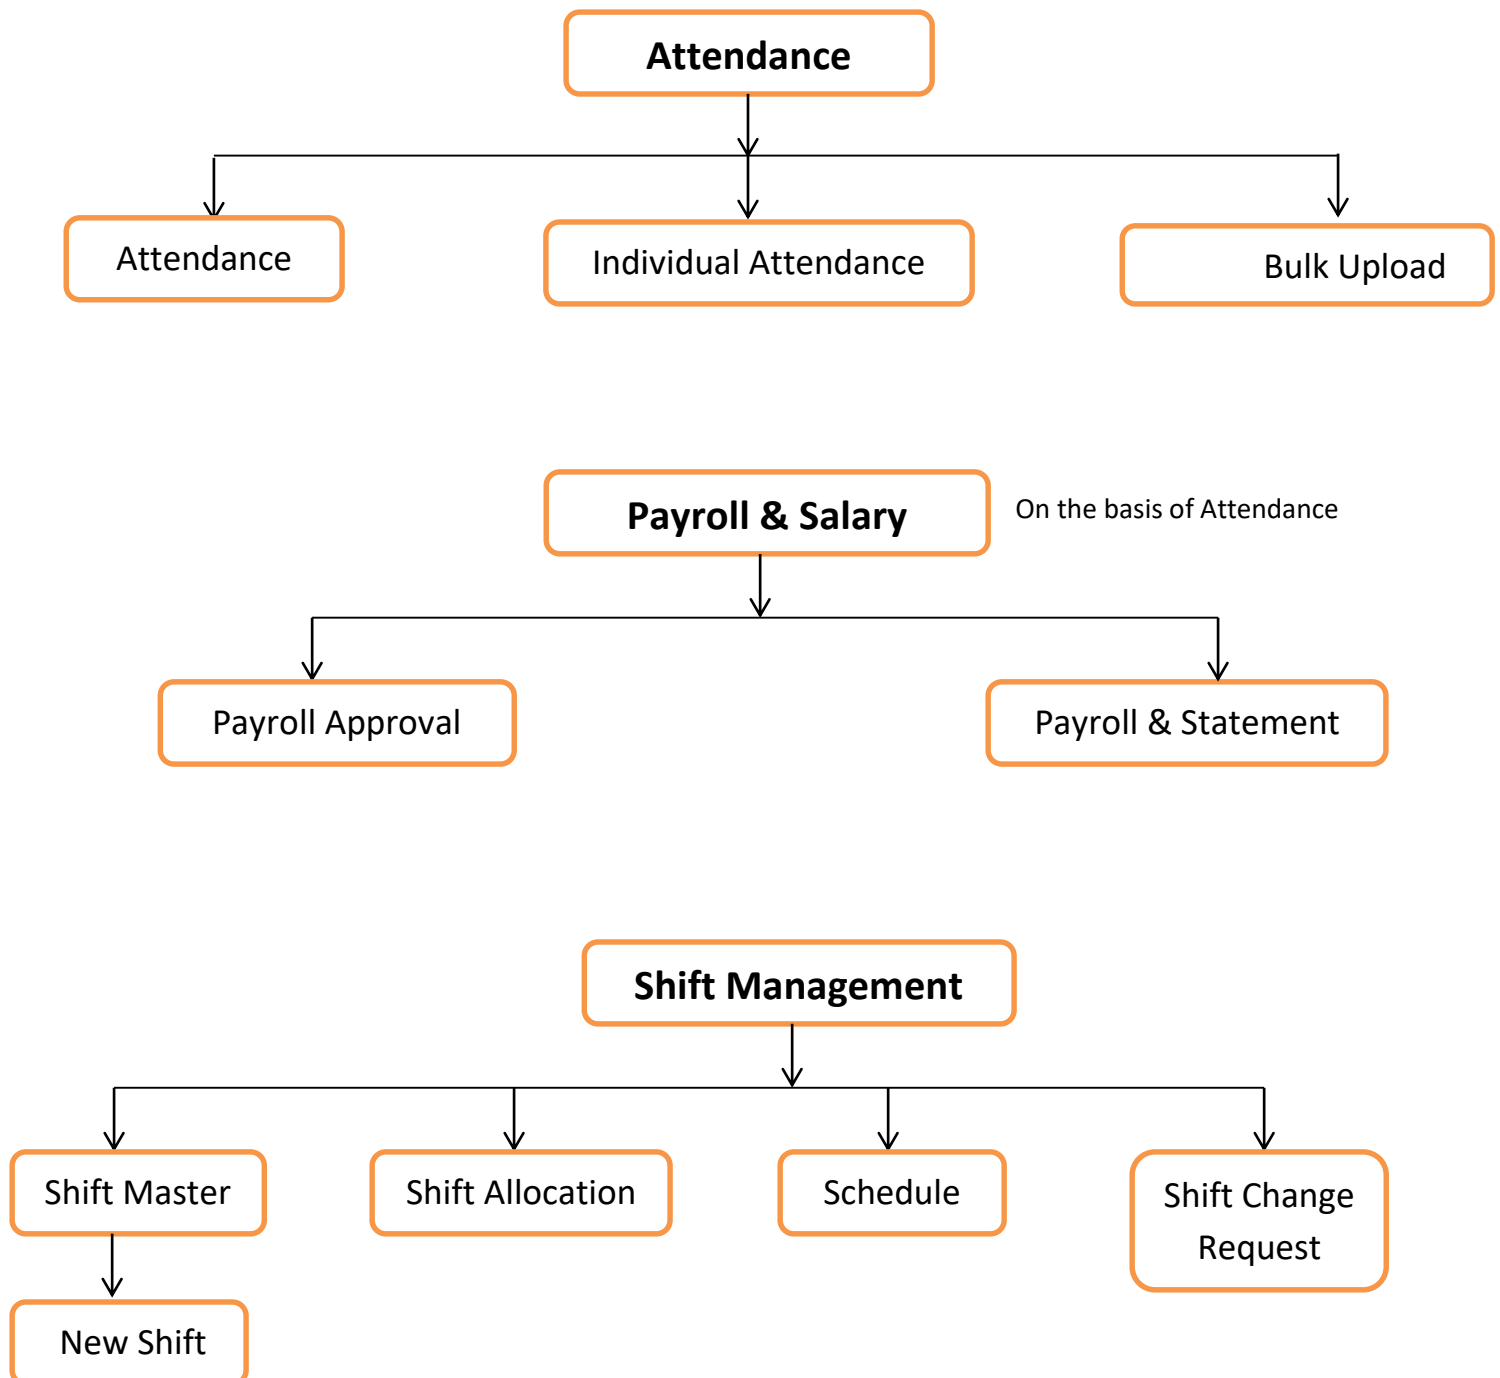 Attendance
Attendance
Individual Attendance
Bulk Upload
Payroll & Salary
On the basis of Attendance
Payroll Approval
Payroll & Statement
Shift Management
Shift Master
Shift Allocation
Schedule
Shift Change
Request
New Shift